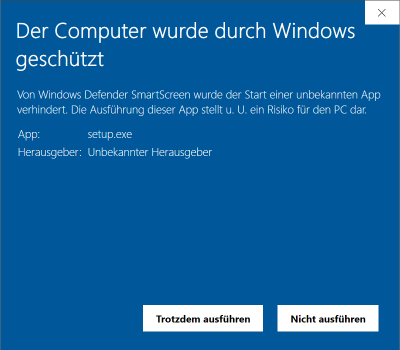 Der Computer wurde durch Windows
geschützt
Von Windows Defender SmartScreen wurde der Start einer unbekannten App
verhindert. Die Ausführung dieser App stellt u. U. ein Risiko für den PC dar.
App: setup.exe
Herausgeber: Unbekannter Herausgeber
Trotzdem ausführen Nicht ausführen